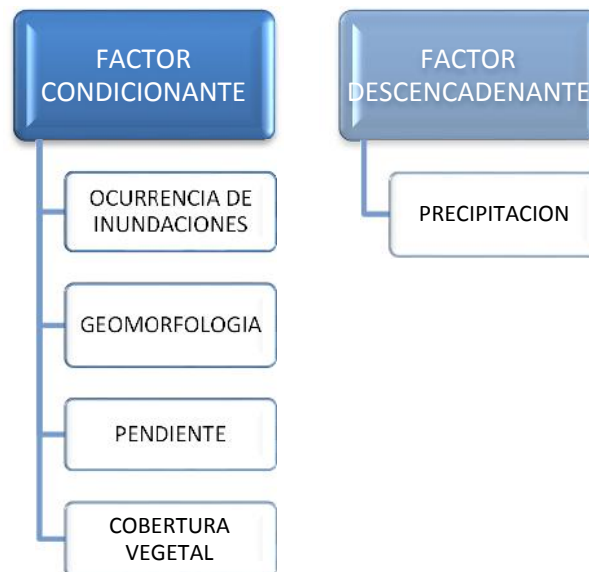 FACTOR
CONDICIONANTE
OCURRENCIA DE
INUNDACIONES
GEOMORFOLOGIA
PENDIENTE
COBERTURA
VEGETAL
FACTOR
DESCENCADENANTE
PRECIPITACION